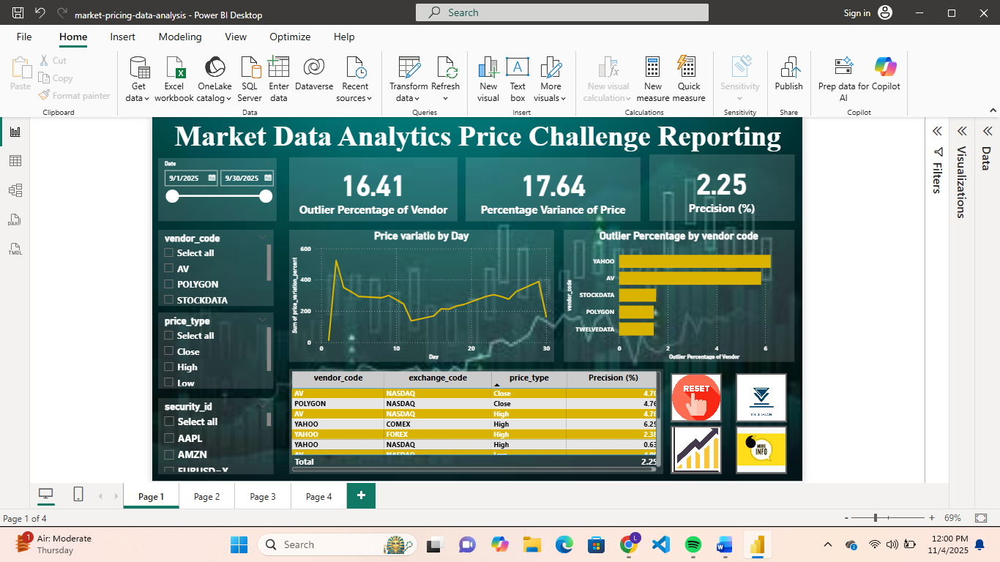 market-pricing-data-analysis - Power BI Desktop
Search
Sign in
File Home Insert Modeling View Optimize Help
Paste
Cut
Copy
Format painter
Clipboard
Get data
Excel workbook
OneLake catalog
SQL Server
Enter data
Dataverse
Recent sources
Data
Transform data
Refresh
Queries
New visual
Text box
More visuals
Insert
New visual calculation
New measure
Quick measure
Calculations
Sensitivity
Sensitivity
Publish
Share
Prep data for AI
Copilot
Copilot
DAX
TMDL
Market Data Analytics Price Challenge Reporting
Date
9/1/2025 9/30/2025
16.41
Outlier Percentage of Vendor
17.64
Percentage Variance of Price
2.25
Precision (%)
vendor_code
Select all
AV
POLYGON
STOCKDATA
price_type
Select all
Close
High
Low
security_id
Select all
AAPL
AMZN
EURUSD=X
Price variatio by Day
Sum of price_variation_percent
600
400
200
0
0 10 20 30
Day
Outlier Percentage by vendor code
vendor_code
YAHOO
AV
STOCKDATA
POLYGON
TWELVEDATA
0 2 4 6
Outlier Percentage of Vendor
vendor_code exchange_code price_type Precision (%)
AV NASDAQ Close 4.76
POLYGON NASDAQ Close 4.76
AV NASDAQ High 4.76
YAHOO COMEX High 6.25
YAHOO FOREX High 2.38
YAHOO NASDAQ High 0.63
AV NASDAQ Low
Total 2.25
RESET
MORE
INFO
Filters
Visualizations
Data
Page 1 Page 2 Page 3 Page 4 +
Page 1 of 4
- + 69%
1
Air: Moderate
Thursday
Search
L
12:00 PM
11/4/2025